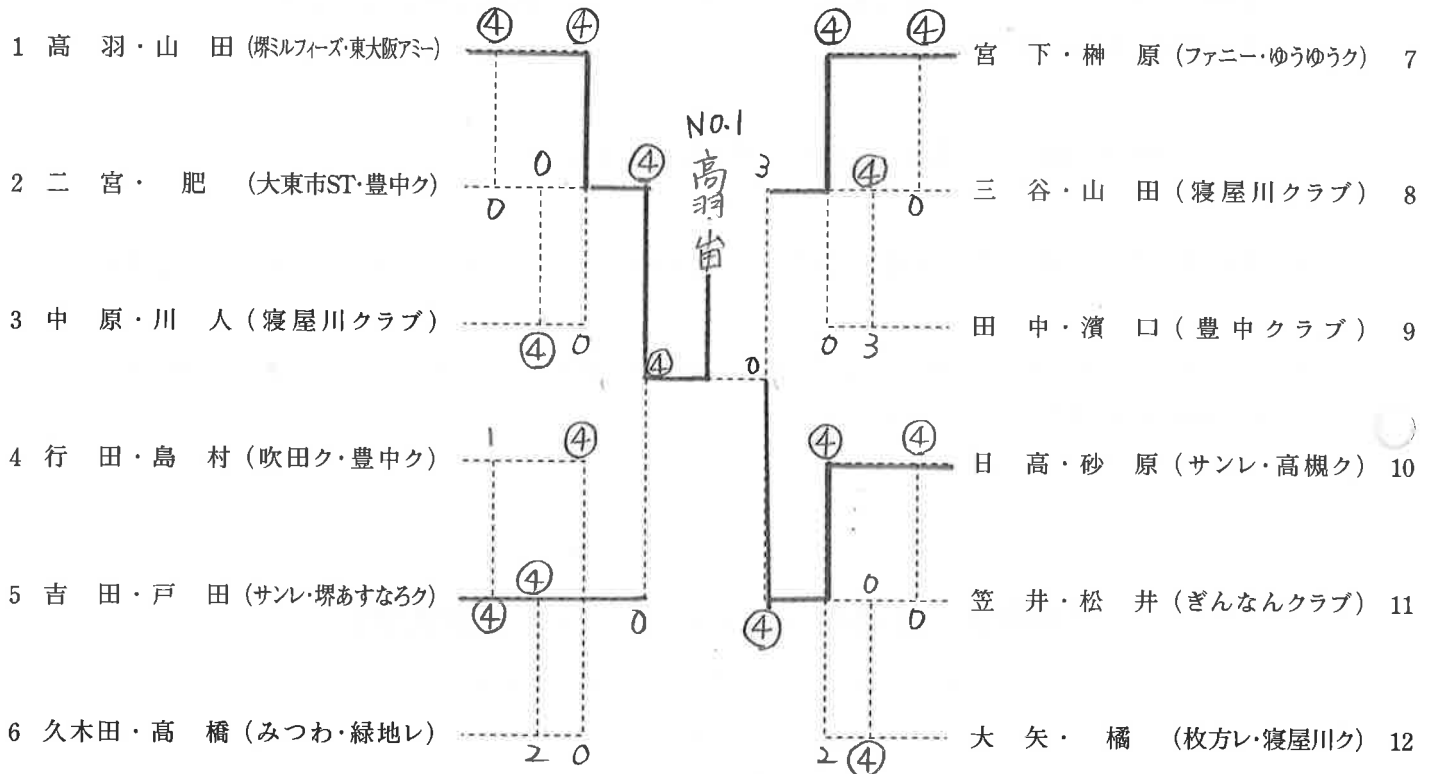 ④ ④ ④ ④
1 高 羽・山 田 (堺ミルフィーズ・東大阪アミー)
宮 下・榊 原 (ファニー・ゆうゆうク) 7
NO.1
高羽・山田
0 ④ 3 ④
2 二 宮・ 肥 (大東市ST・豊中ク)
三 谷・山 田 (寝屋川クラブ) 8
0 0
3 中 原・川 人 (寝屋川クラブ)
田 中・濱 口 (豊中クラブ) 9
④ 0 ④ 0 0 3
1 ④ ④ ④
4 行 田・島 村 (吹田ク・豊中ク)
日 高・砂 原 (サンレ・高槻ク) 10
④ 0
5 吉 田・戸 田 (サンレ・堺あすなろク)
笠 井・松 井 (ぎんなんクラブ) 11
④ 0 ④ 0
6 久木田・高 橋 (みつわ・緑地レ)
大 矢・ 橘 (枚方レ・寝屋川ク) 12
2 0 2 ④